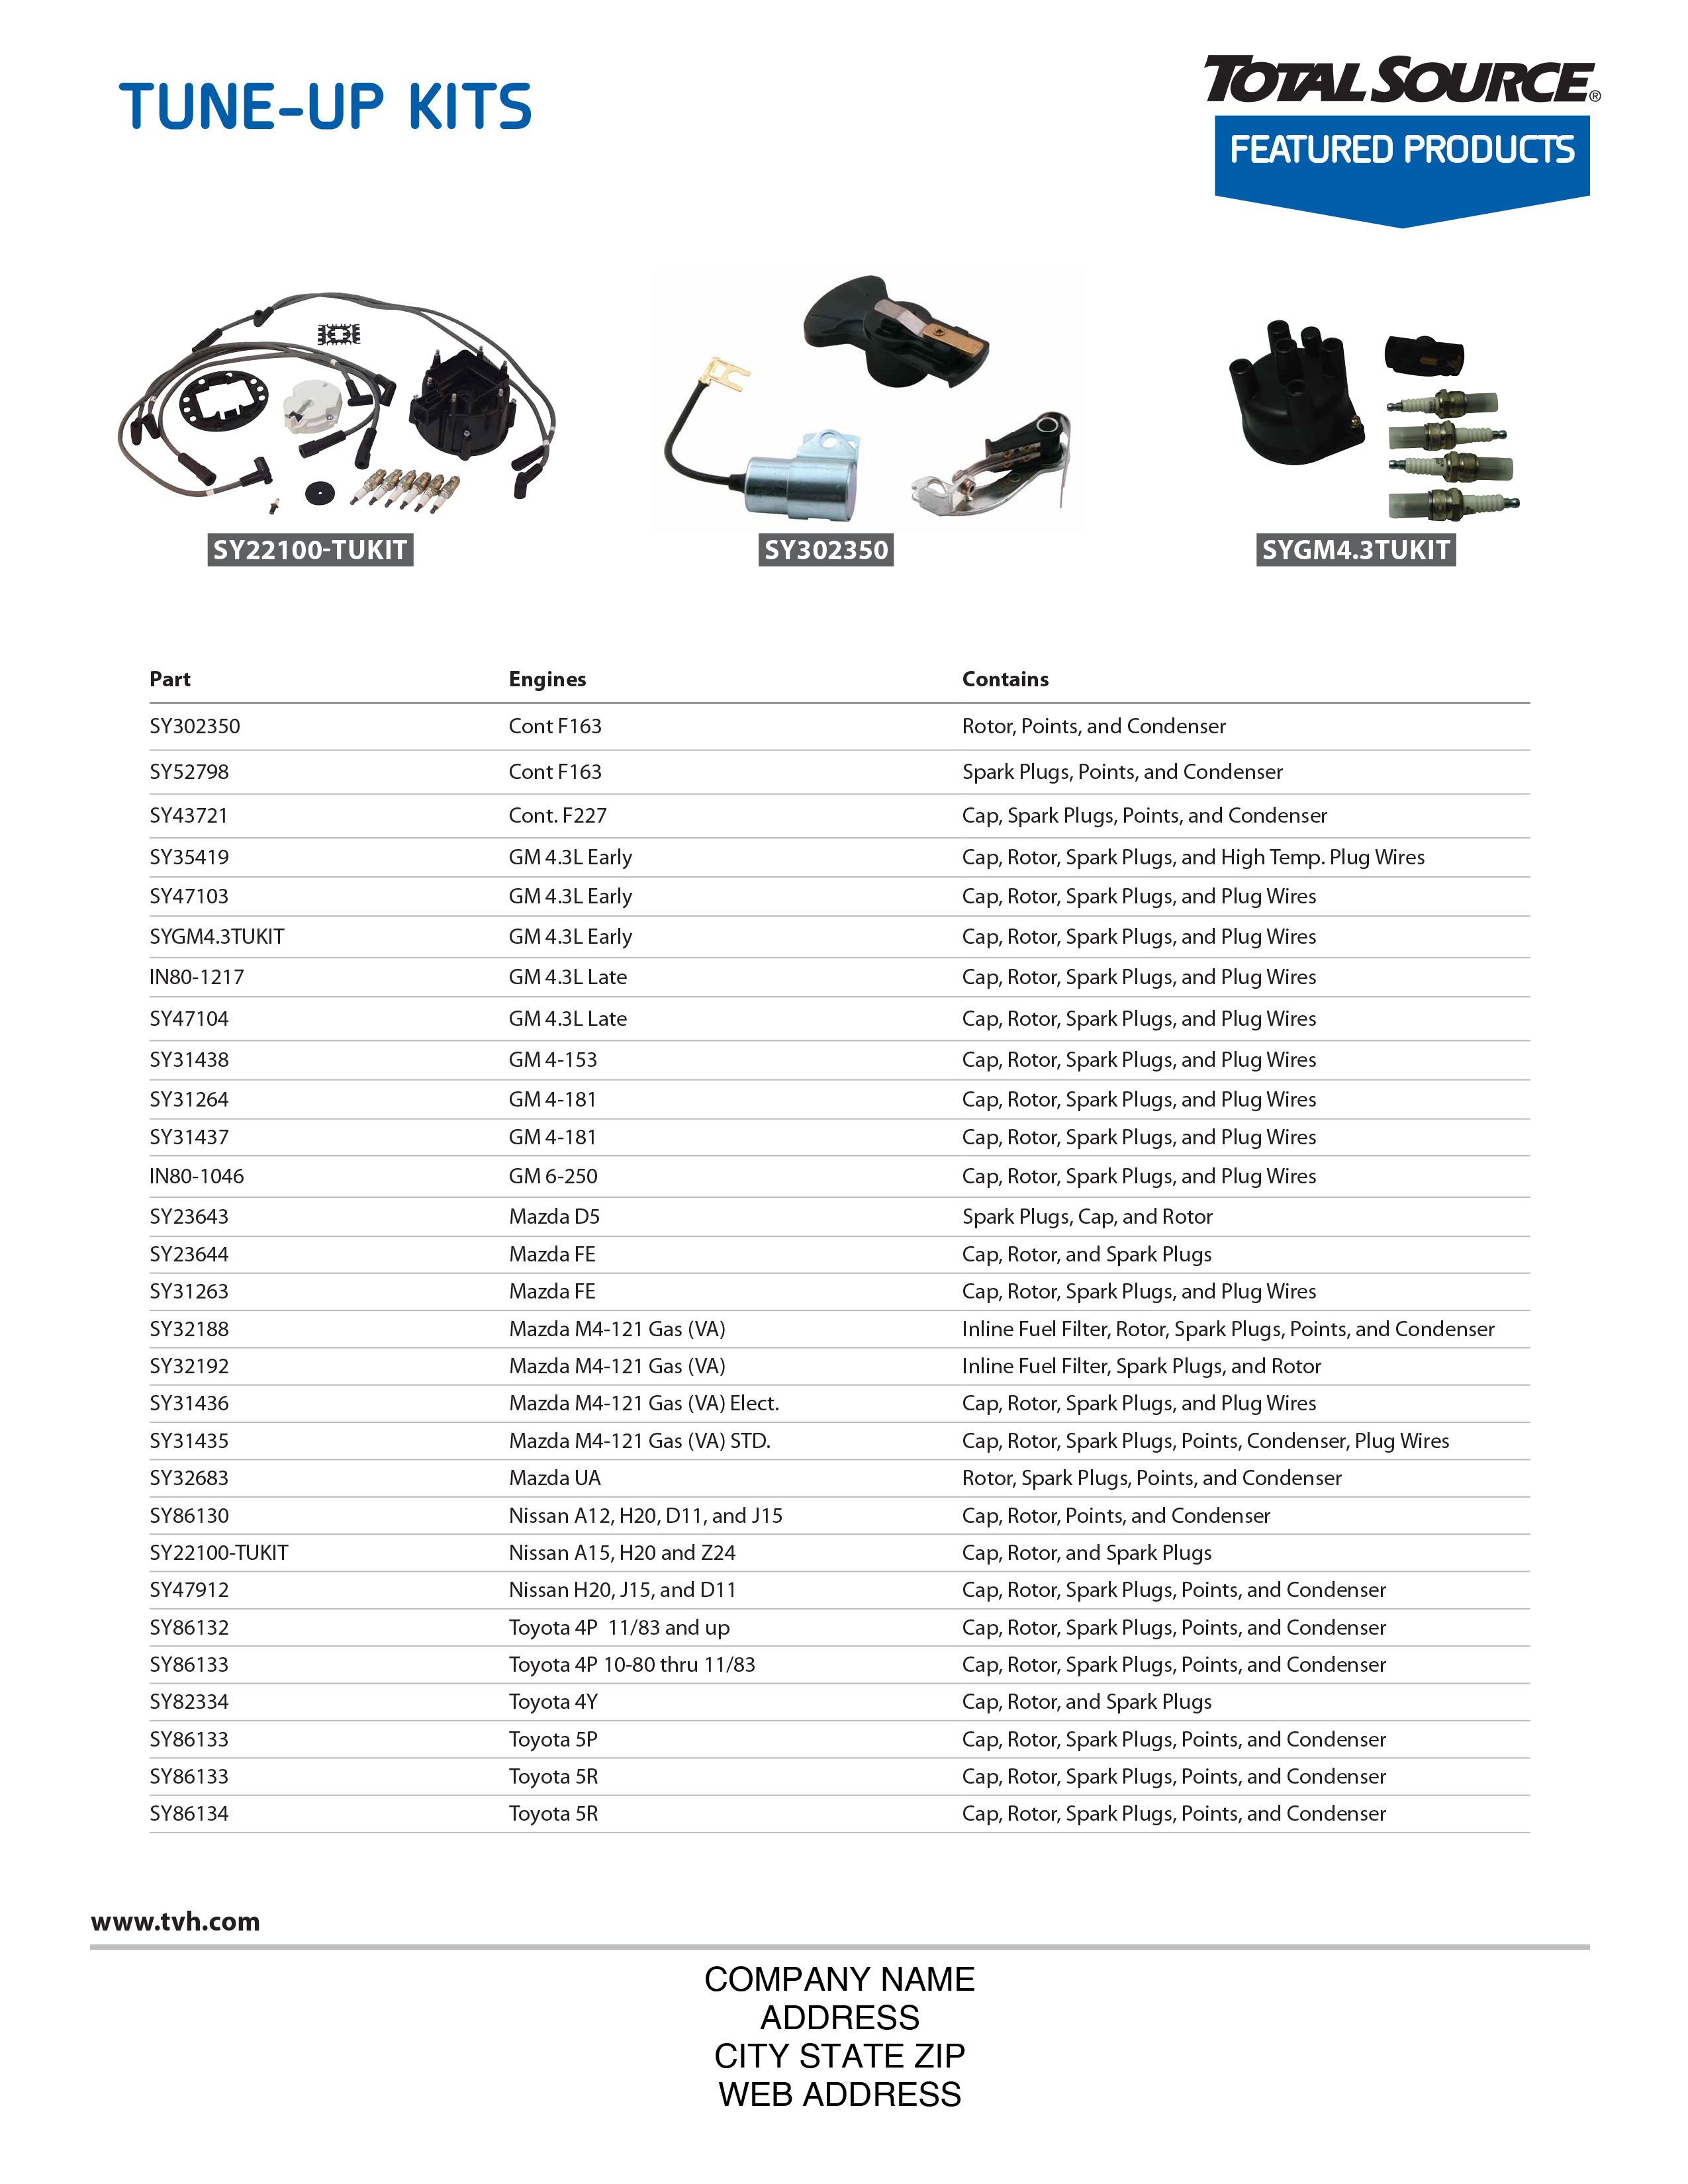 TUNE-UP KITS
TOTALSOURCE®
FEATURED PRODUCTS
SY22100-TUKIT
SY302350
SYGM4.3TUKIT
Part Engines Contains
SY302350 Cont F163 Rotor, Points, and Condenser
SY52798 Cont F163 Spark Plugs, Points, and Condenser
SY43721 Cont. F227 Cap, Spark Plugs, Points, and Condenser
SY35419 GM 4.3L Early Cap, Rotor, Spark Plugs, and High Temp. Plug Wires
SY47103 GM 4.3L Early Cap, Rotor, Spark Plugs, and Plug Wires
SYGM4.3TUKIT GM 4.3L Early Cap, Rotor, Spark Plugs, and Plug Wires
IN80-1217 GM 4.3L Late Cap, Rotor, Spark Plugs, and Plug Wires
SY47104 GM 4.3L Late Cap, Rotor, Spark Plugs, and Plug Wires
SY31438 GM 4-153 Cap, Rotor, Spark Plugs, and Plug Wires
SY31264 GM 4-181 Cap, Rotor, Spark Plugs, and Plug Wires
SY31437 GM 4-181 Cap, Rotor, Spark Plugs, and Plug Wires
IN80-1046 GM 6-250 Cap, Rotor, Spark Plugs, and Plug Wires
SY23643 Mazda D5 Spark Plugs, Cap, and Rotor
SY23644 Mazda FE Cap, Rotor, and Spark Plugs
SY31263 Mazda FE Cap, Rotor, Spark Plugs, and Plug Wires
SY32188 Mazda M4-121 Gas (VA) Inline Fuel Filter, Rotor, Spark Plugs, Points, and Condenser
SY32192 Mazda M4-121 Gas (VA) Inline Fuel Filter, Spark Plugs, and Rotor
SY31436 Mazda M4-121 Gas (VA) Elect. Cap, Rotor, Spark Plugs, and Plug Wires
SY31435 Mazda M4-121 Gas (VA) STD. Cap, Rotor, Spark Plugs, Points, Condenser, Plug Wires
SY32683 Mazda UA Rotor, Spark Plugs, Points, and Condenser
SY86130 Nissan A12, H20, D11, and J15 Cap, Rotor, Points, and Condenser
SY22100-TUKIT Nissan A15, H20 and Z24 Cap, Rotor, and Spark Plugs
SY47912 Nissan H20, J15, and D11 Cap, Rotor, Spark Plugs, Points, and Condenser
SY86132 Toyota 4P 11/83 and up Cap, Rotor, Spark Plugs, Points, and Condenser
SY86133 Toyota 4P 10-80 thru 11/83 Cap, Rotor, Spark Plugs, Points, and Condenser
SY82334 Toyota 4Y Cap, Rotor, and Spark Plugs
SY86133 Toyota 5P Cap, Rotor, Spark Plugs, Points, and Condenser
SY86133 Toyota 5R Cap, Rotor, Spark Plugs, Points, and Condenser
SY86134 Toyota 5R Cap, Rotor, Spark Plugs, Points, and Condenser
www.tvh.com
COMPANY NAME
ADDRESS
CITY STATE ZIP
WEB ADDRESS